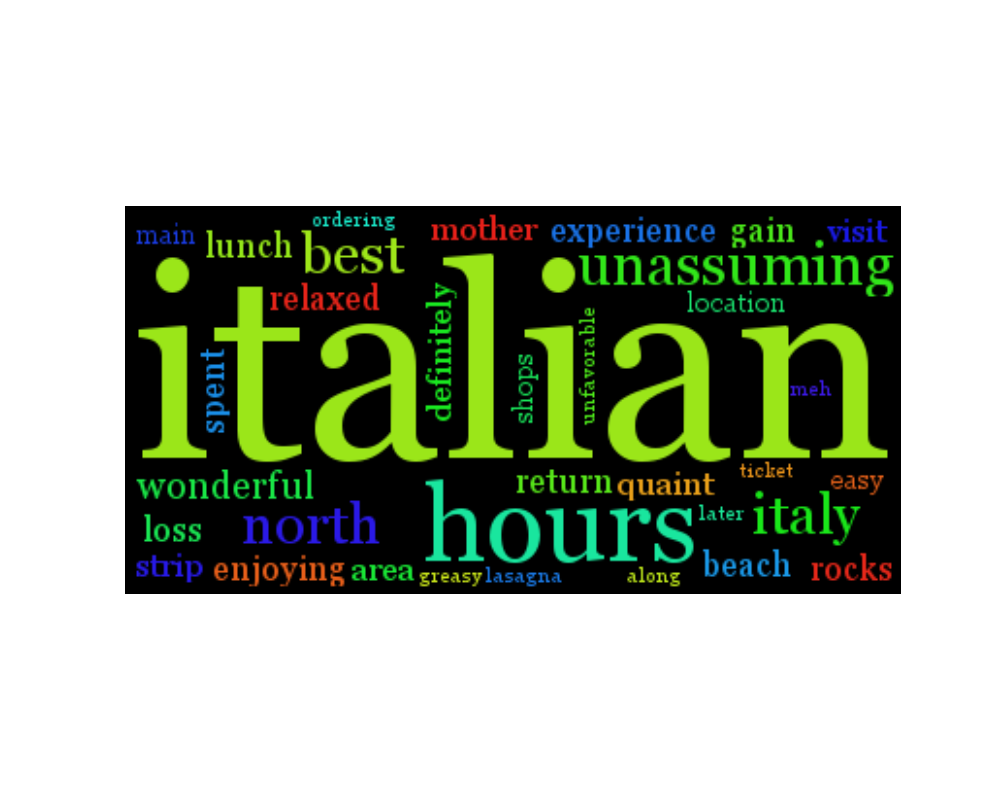 ordering
main
lunch
best
mother
experience
gain
visit
unassuming
relaxed
location
italian
definitely
spent
shops
unfavorable
meh
wonderful
return
quaint
ticket
easy
loss
north
hours
later
italy
strip
enjoying
area
greasy
lasagna
along
beach
rocks